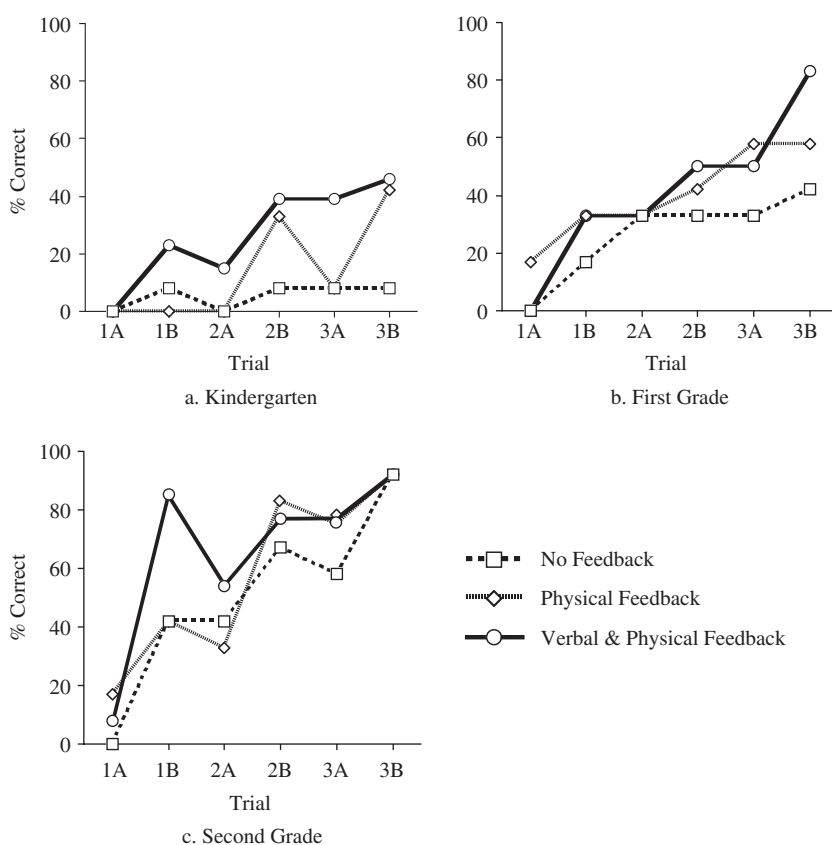 100
80
60
40
20
0
% Correct
1A 1B 2A 2B 3A 3B
Trial
a. Kindergarten
100
80
60
40
20
0
1A 1B 2A 2B 3A 3B
Trial
b. First Grade
100
80
60
40
20
0
% Correct
1A 1B 2A 2B 3A 3B
Trial
c. Second Grade
No Feedback
Physical Feedback
Verbal & Physical Feedback